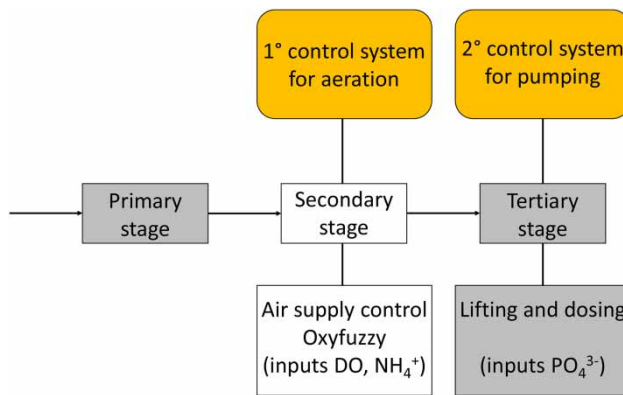 1° control system
for aeration
2° control system
for pumping
Primary
stage
Secondary
stage
Tertiary
stage
Air supply control
Oxyfuzzy
(inputs DO, NH₄⁺)
Lifting and dosing
(inputs PO₄³⁻)